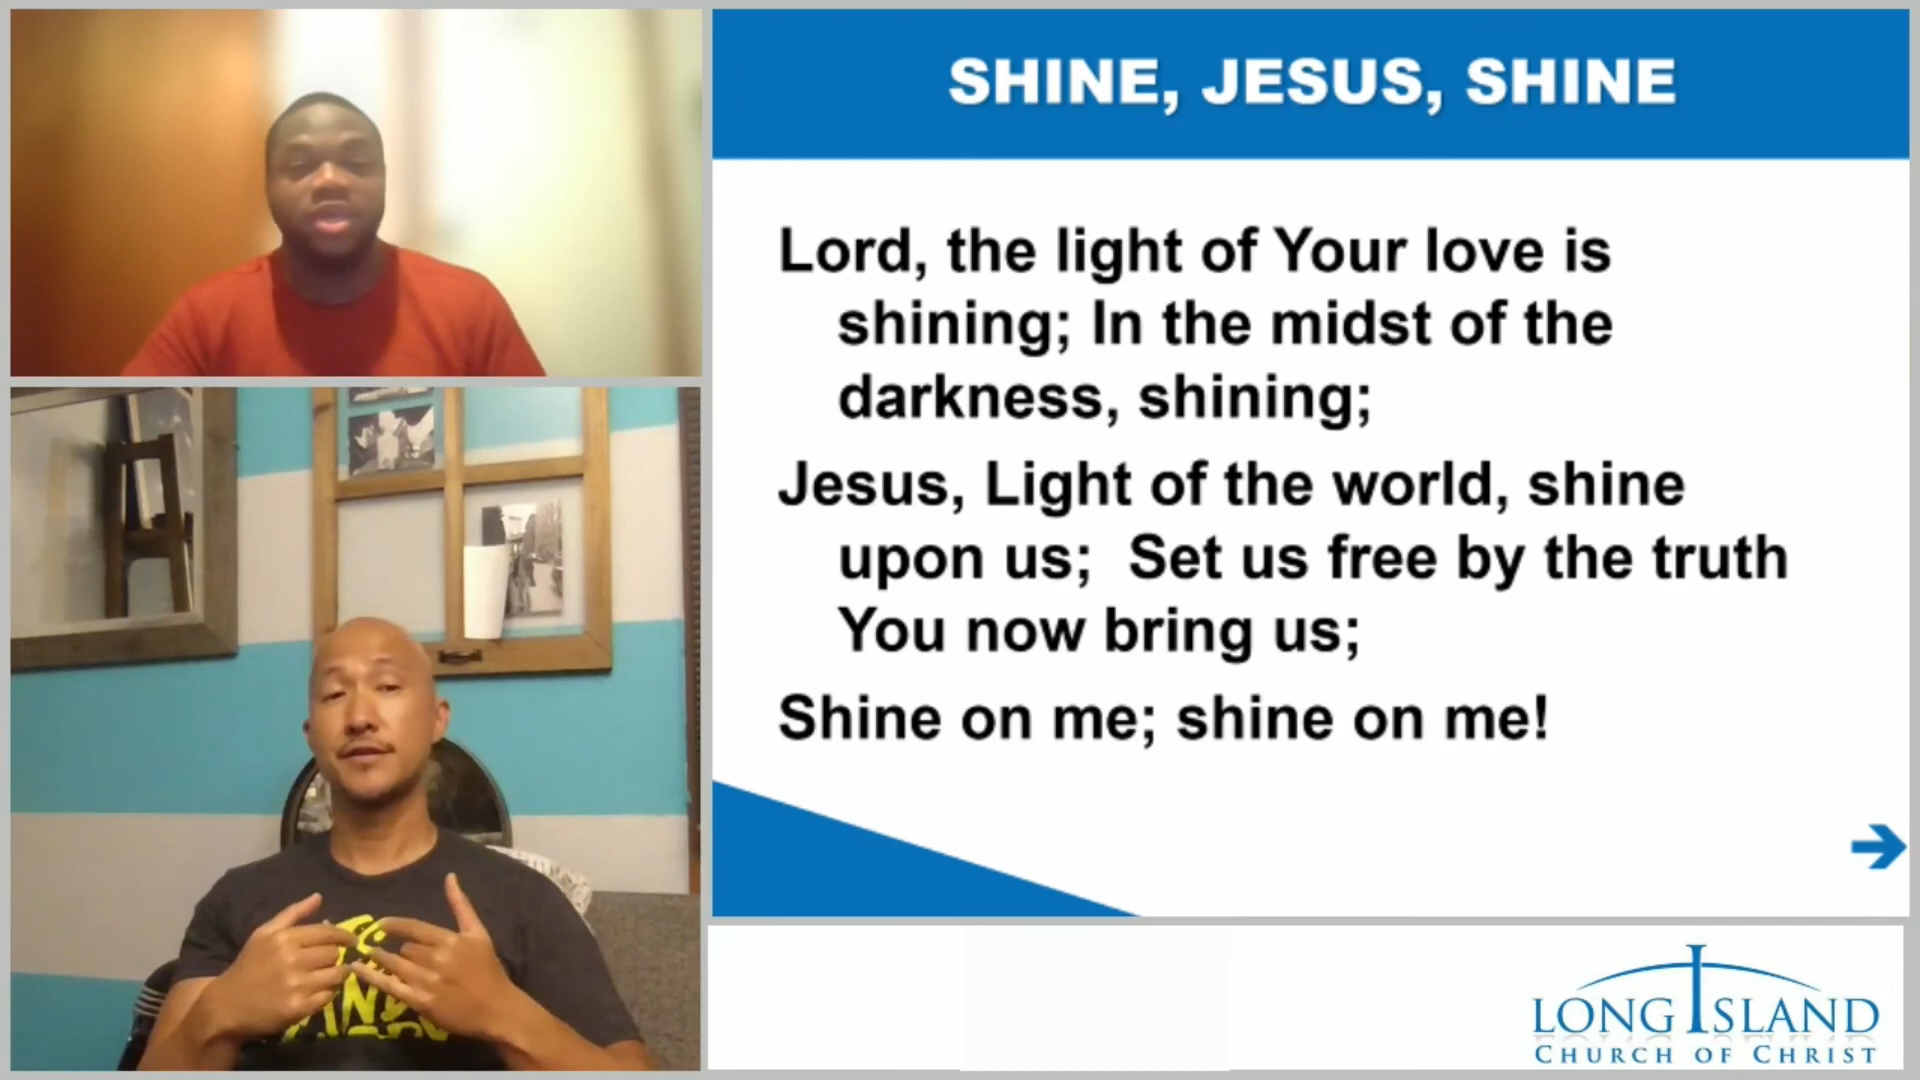 SHINE, JESUS, SHINE
Lord, the light of Your love is
shining; In the midst of the
darkness, shining;
Jesus, Light of the world, shine
upon us;  Set us free by the truth
You now bring us;
Shine on me; shine on me!
LONG ISLAND
CHURCH OF CHRIST